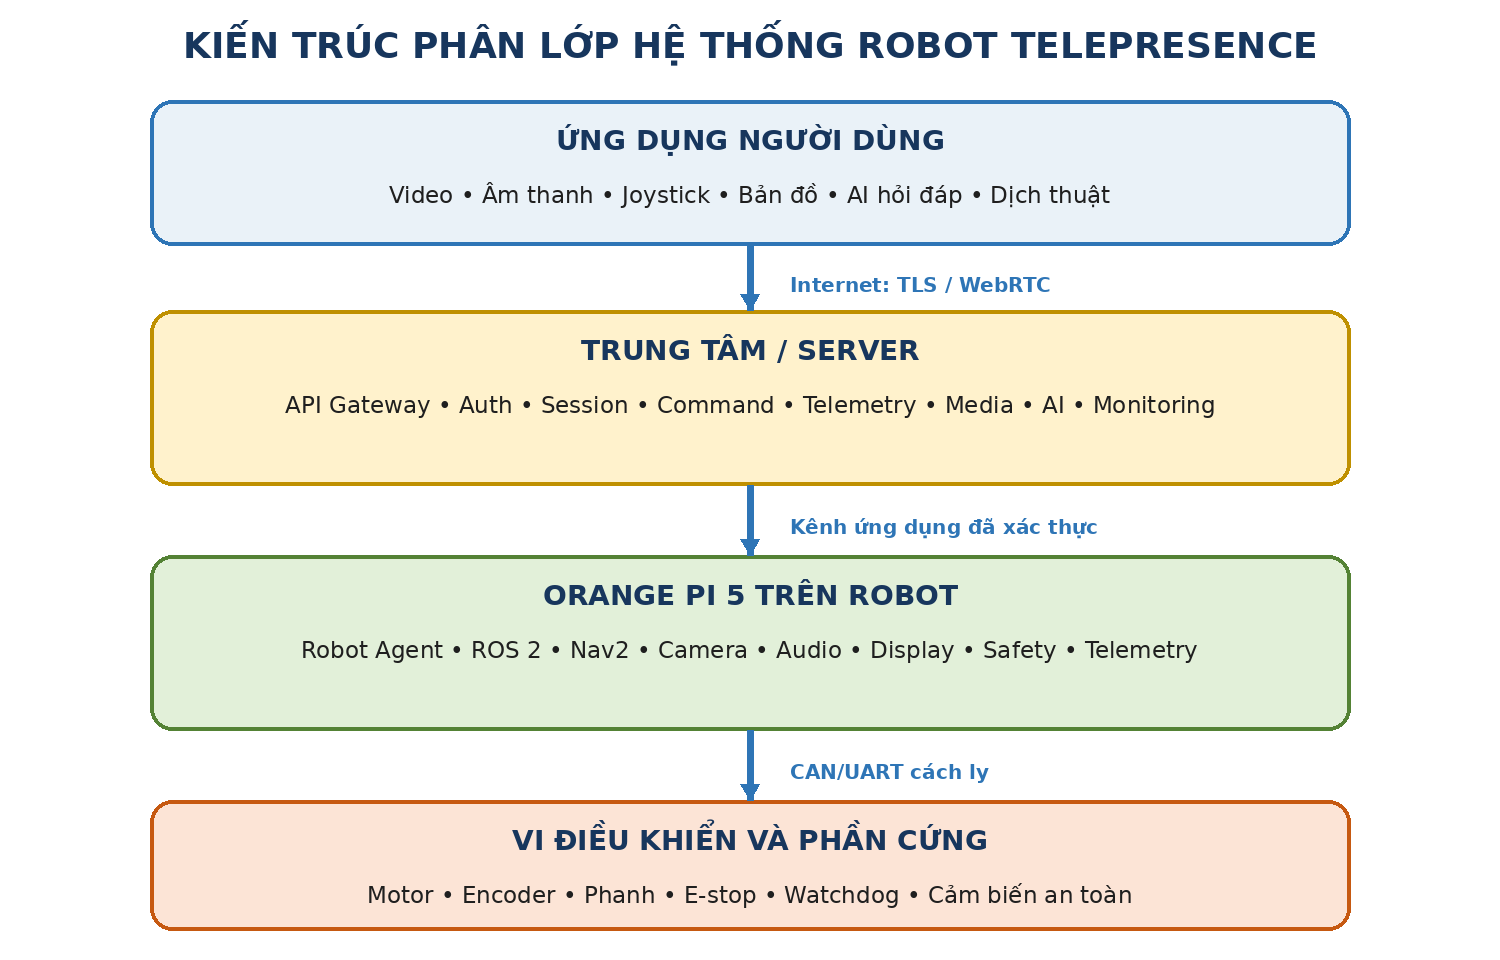 KIẾN TRÚC PHÂN LỚP HỆ THỐNG ROBOT TELEPRESENCE
ỨNG DỤNG NGƯỜI DÙNG
Video • Âm thanh • Joystick • Bản đồ • AI hỏi đáp • Dịch thuật
Internet: TLS / WebRTC
TRUNG TÂM / SERVER
API Gateway • Auth • Session • Command • Telemetry • Media • AI • Monitoring
Kênh ứng dụng đã xác thực
ORANGE PI 5 TRÊN ROBOT
Robot Agent • ROS 2 • Nav2 • Camera • Audio • Display • Safety • Telemetry
CAN/UART cách ly
VI ĐIỀU KHIỂN VÀ PHẦN CỨNG
Motor • Encoder • Phanh • E-stop • Watchdog • Cảm biến an toàn